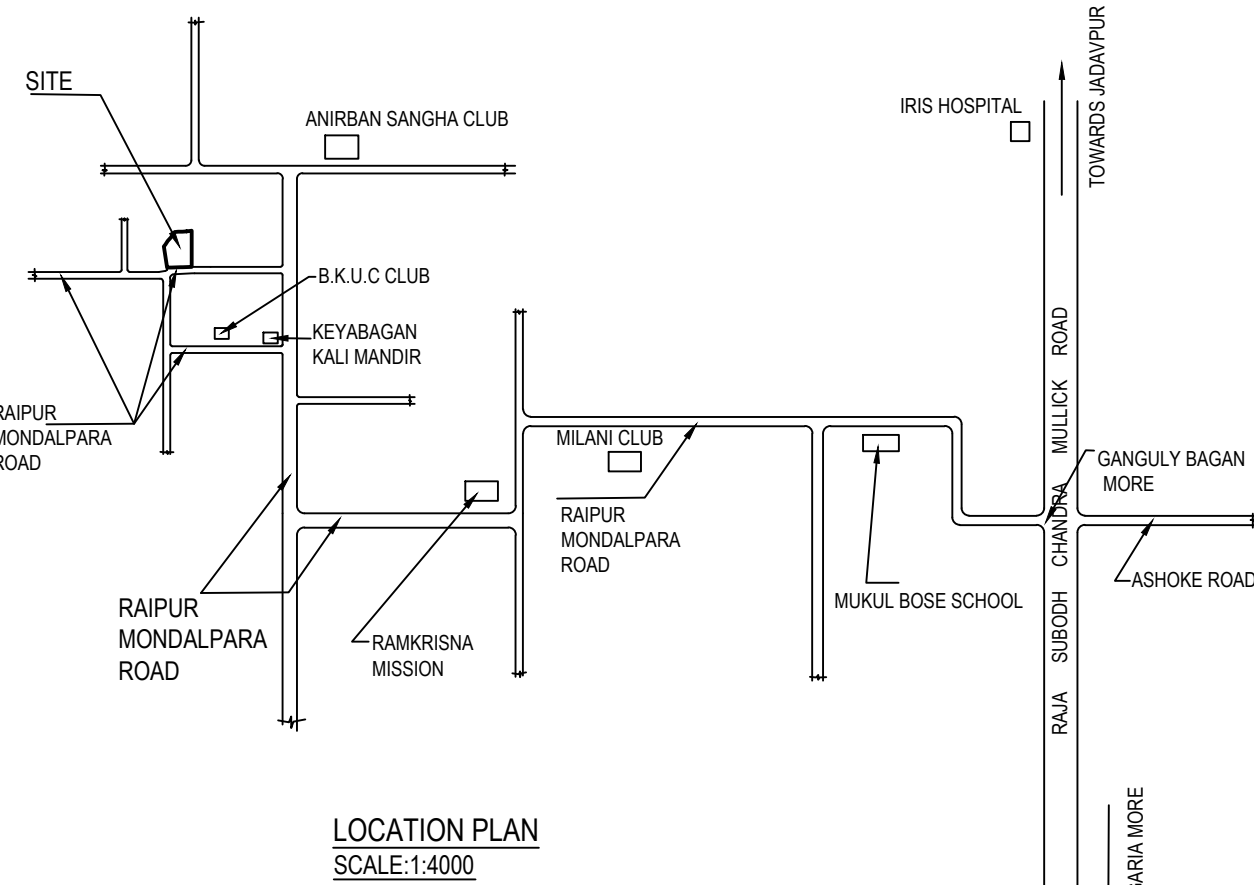 SITE
ANIRBAN SANGHA CLUB
IRIS HOSPITAL
TOWARDS JADAVPUR
B.K.U.C CLUB
KEYABAGAN
KALI MANDIR
RAIPUR
MONDALPARA
ROAD
MILANI CLUB
RAIPUR
MONDALPARA
ROAD
RAJA SUBODH CHANDRA MULLICK ROAD
GANGULY BAGAN
MORE
ASHOKE ROAD
MUKUL BOSE SCHOOL
RAIPUR
MONDALPARA
ROAD
RAMKRISNA
MISSION
LOCATION PLAN
SCALE:1:4000
MORE